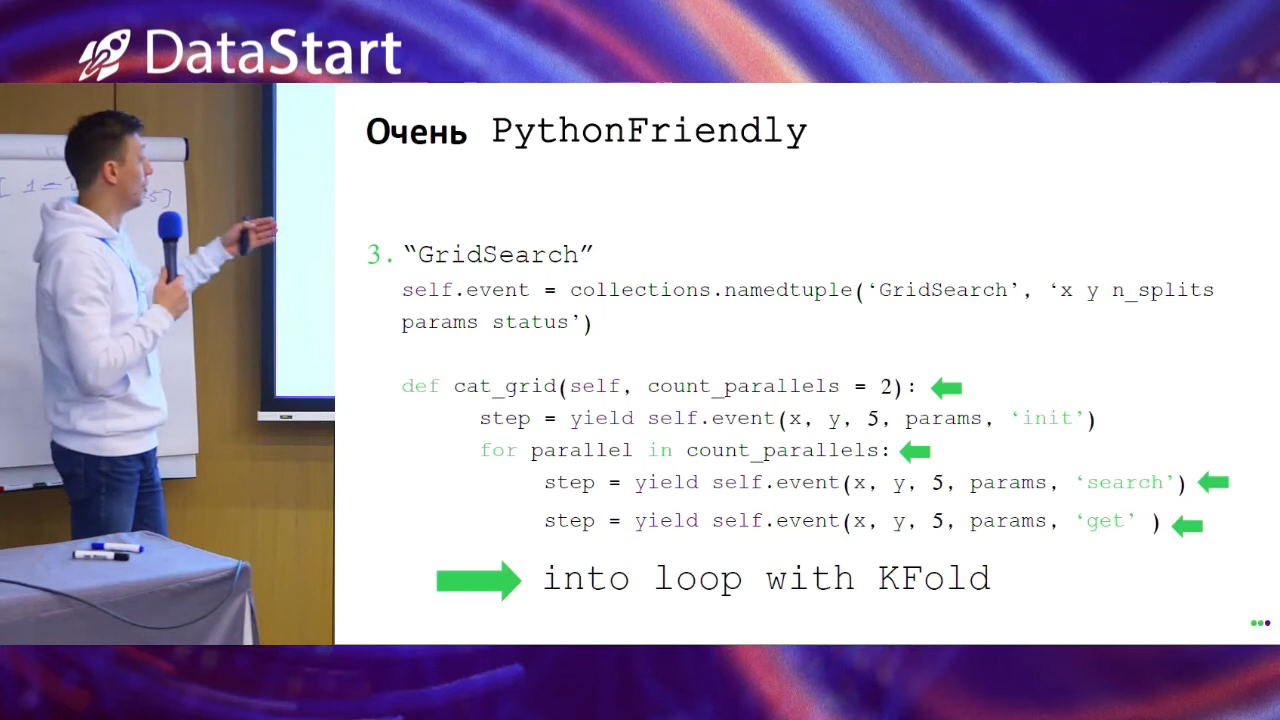 DataStart
Очень PythonFriendly
3. “GridSearch”
self.event = collections.namedtuple(‘GridSearch’, ‘x y n_splits
params status’)
def cat_grid(self, count_parallels = 2):
step = yield self.event(x, y, 5, params, ‘init’)
for parallel in count_parallels:
step = yield self.event(x, y, 5, params, ‘search’)
step = yield self.event(x, y, 5, params, ‘get’ )
into loop with KFold